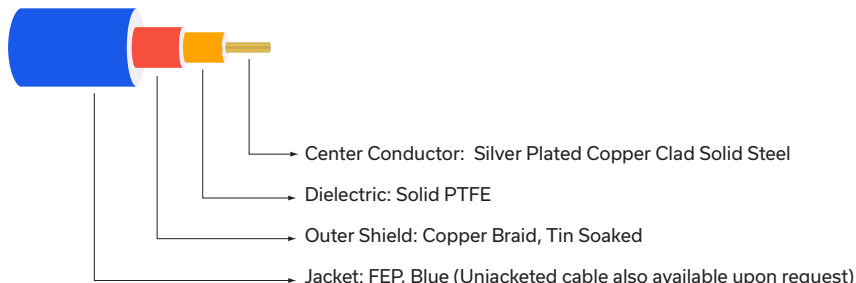 Center Conductor: Silver Plated Copper Clad Solid Steel
Dielectric: Solid PTFE
Outer Shield: Copper Braid, Tin Soaked
Jacket: FEP, Blue (Unjacketed cable also available upon request)